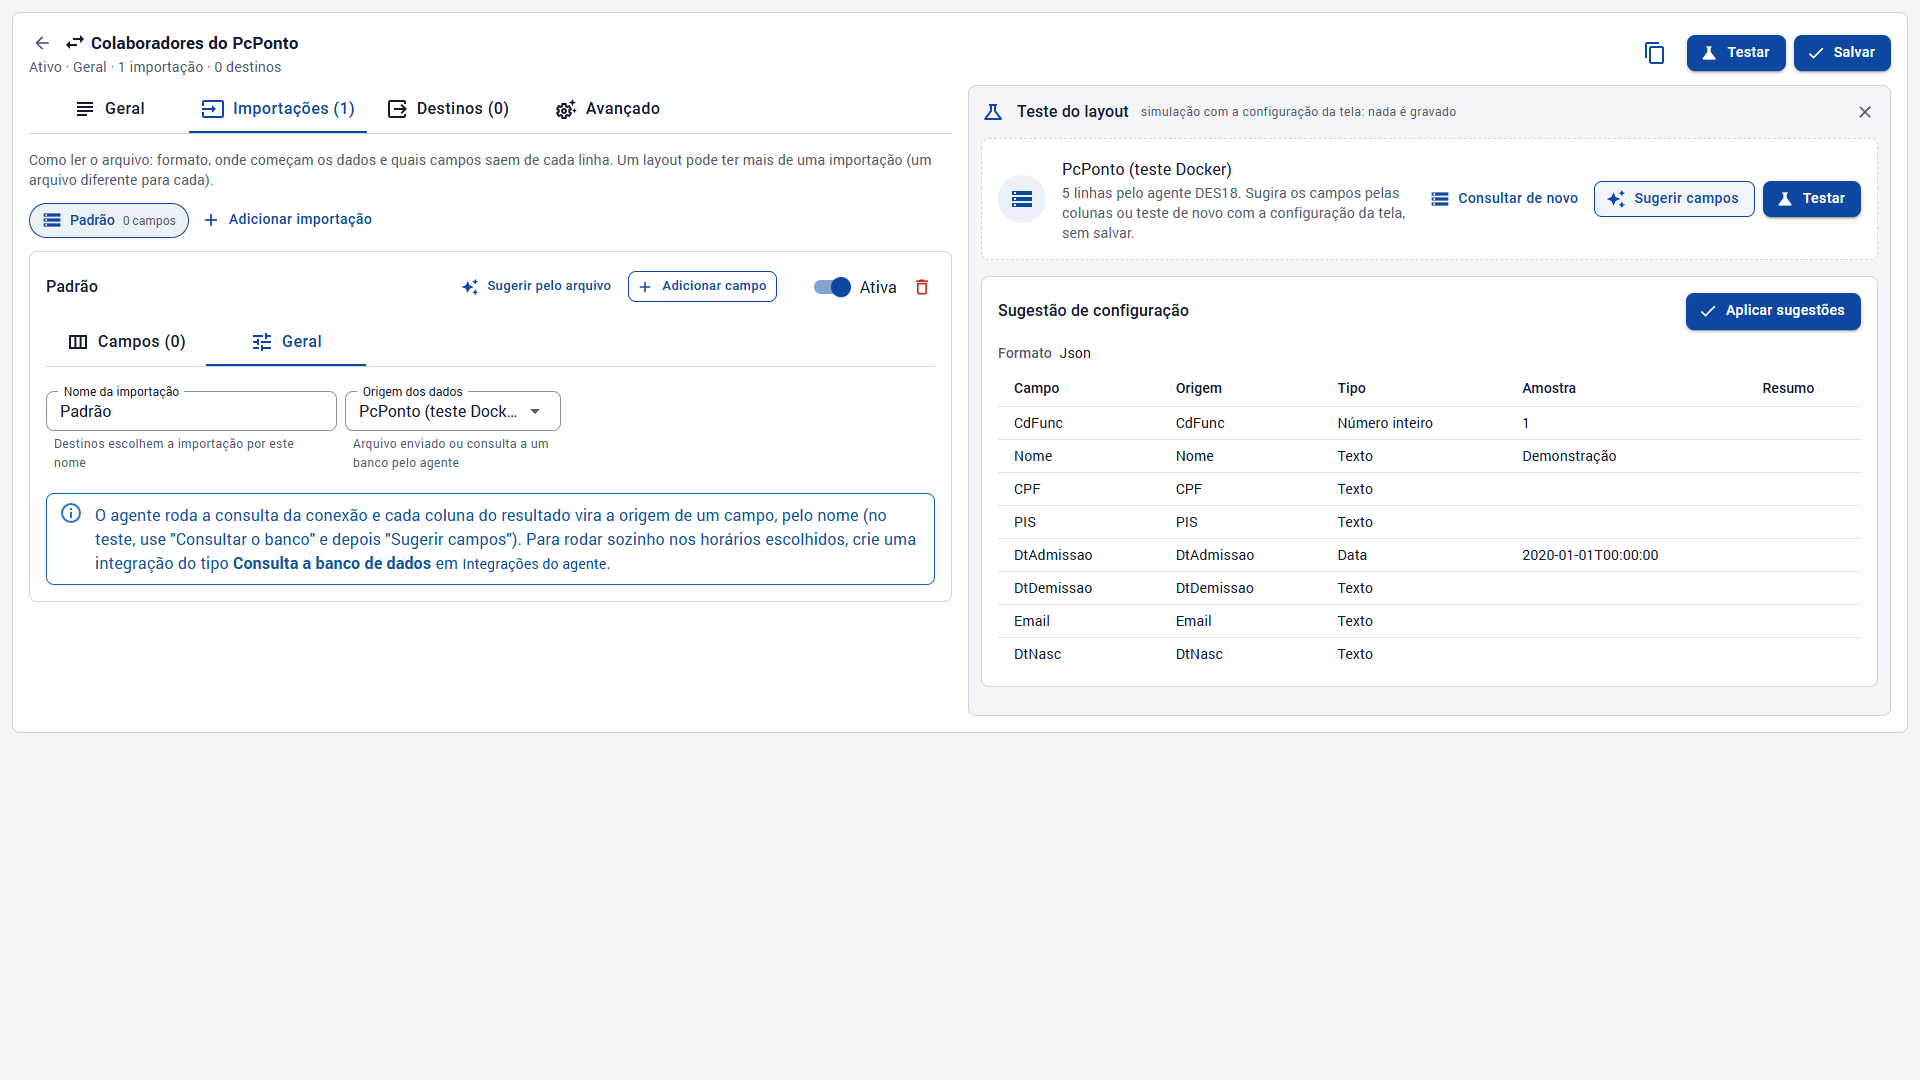 Colaboradores do PcPonto
Ativo · Geral · 1 importação · 0 destinos
Testar
Salvar
Geral
Importações (1)
Destinos (0)
Avançado
Como ler o arquivo: formato, onde começam os dados e quais campos saem de cada linha. Um layout pode ter mais de uma importação (um
arquivo diferente para cada).
Padrão 0 campos
Adicionar importação
Padrão
Sugerir pelo arquivo
Adicionar campo
Ativa
Campos (0)
Geral
Nome da importação
Padrão
Destinos escolhem a importação por este
nome
Origem dos dados
PcPonto (teste Dock...
Arquivo enviado ou consulta a um
banco pelo agente
O agente roda a consulta da conexão e cada coluna do resultado vira a origem de um campo, pelo nome (no
teste, use "Consultar o banco" e depois "Sugerir campos"). Para rodar sozinho nos horários escolhidos, crie uma
integração do tipo Consulta a banco de dados em Integrações do agente.
Teste do layout simulação com a configuração da tela: nada é gravado
PcPonto (teste Docker)
5 linhas pelo agente DES18. Sugira os campos pelas
colunas ou teste de novo com a configuração da tela,
sem salvar.
Consultar de novo
Sugerir campos
Testar
Sugestão de configuração
Aplicar sugestões
Formato Json
Campo Origem Tipo Amostra Resumo
CdFunc CdFunc Número inteiro 1
Nome Nome Texto Demonstração
CPF CPF Texto
PIS PIS Texto
DtAdmissao DtAdmissao Data 2020-01-01T00:00:00
DtDemissao DtDemissao Texto
Email Email Texto
DtNasc DtNasc Texto